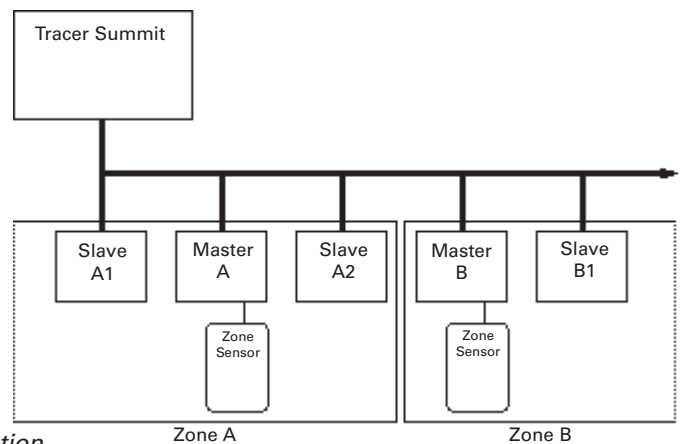 Tracer Summit
Slave
A1
Master
A
Slave
A2
Master
B
Slave
B1
Zone
Sensor
Zone
Sensor
Zone A
Zone B